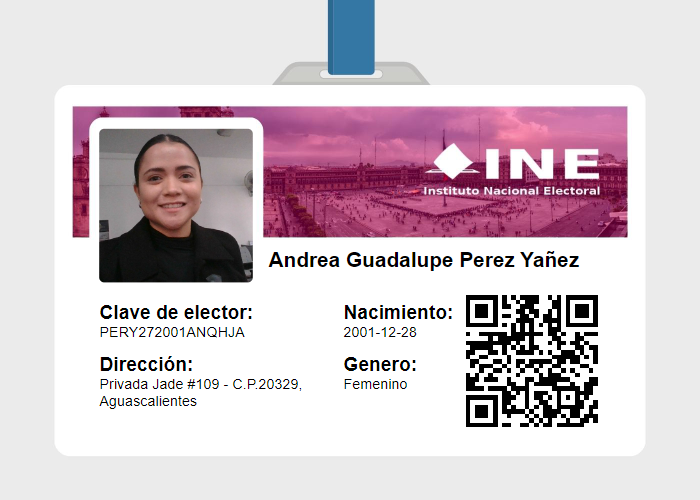 INE
Instituto Nacional Electoral
Andrea Guadalupe Perez Yañez
Clave de elector:
PERY272001ANQHJA
Nacimiento:
2001-12-28
Dirección:
Privada Jade #109 - C.P.20329,
Aguascalientes
Genero:
Femenino